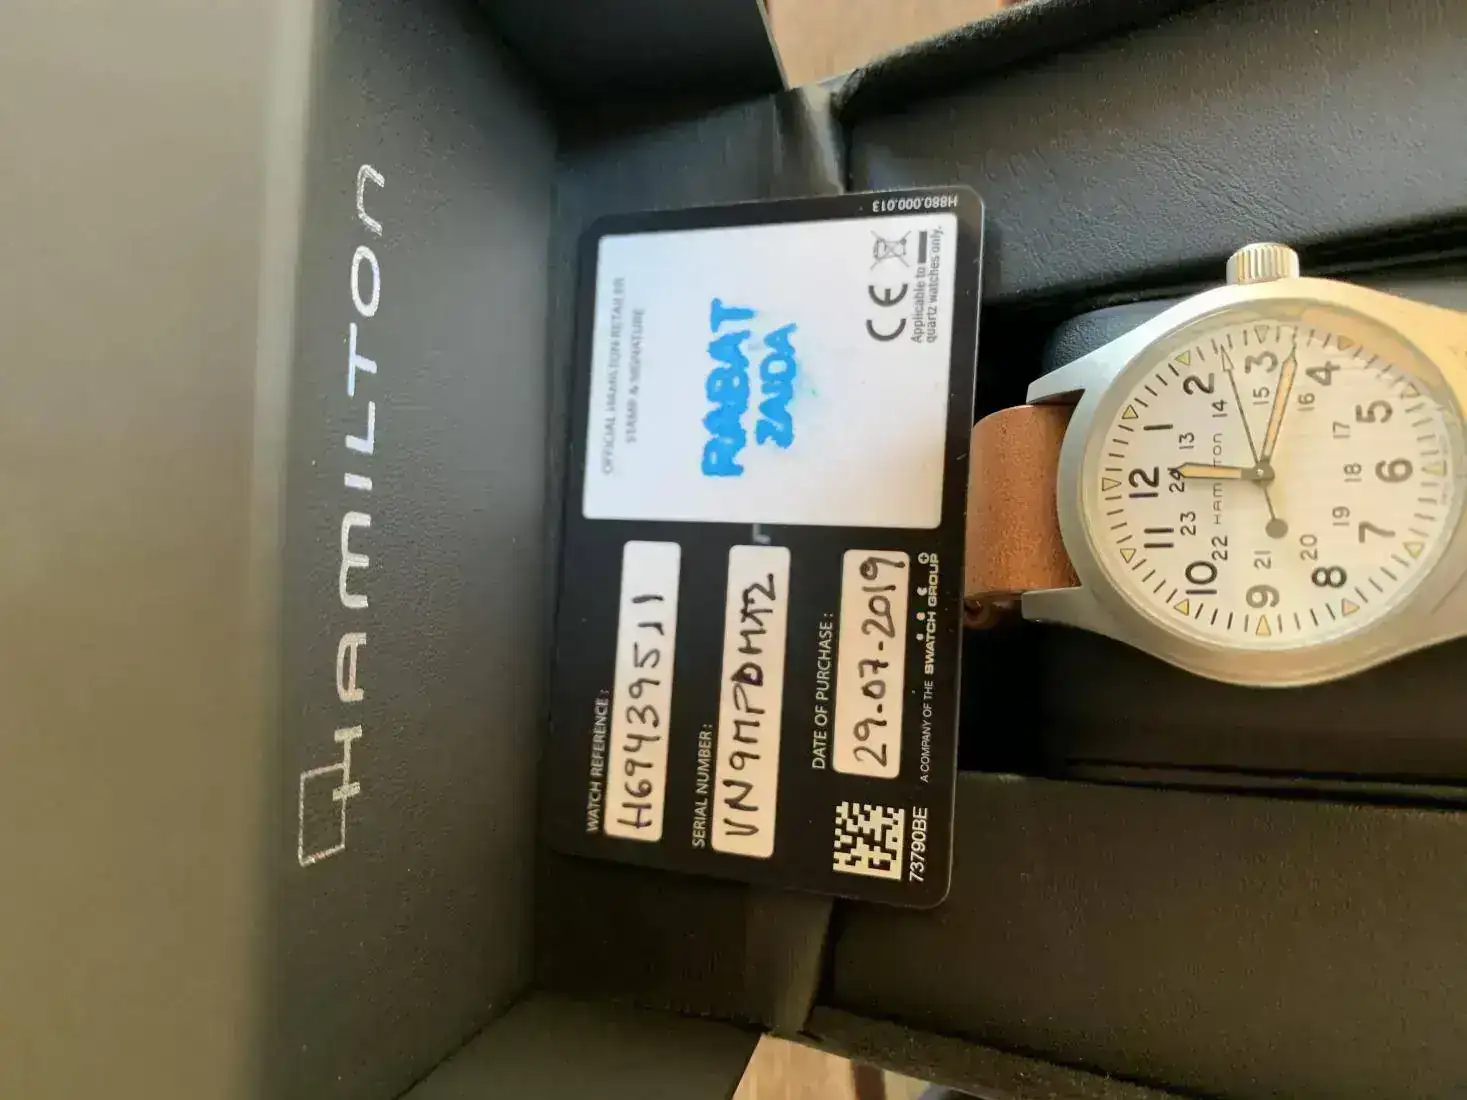 HAMILTON
H880.000.013
OFFICIAL HAMILTON RETAILER
STAMP & SIGNATURE
RABAT
ZAIDA
CE
Applicable to
quartz watches only.
WATCH REFERENCE :
H69439511
SERIAL NUMBER :
DATE OF PURCHASE :
29.07-2019
A COMPANY OF THE SWATCH GROUP
73790BE
12
1
2
3
4
5
6
7
8
9
10
11
24
13
14
15
16
17
18
19
20
21
22
23